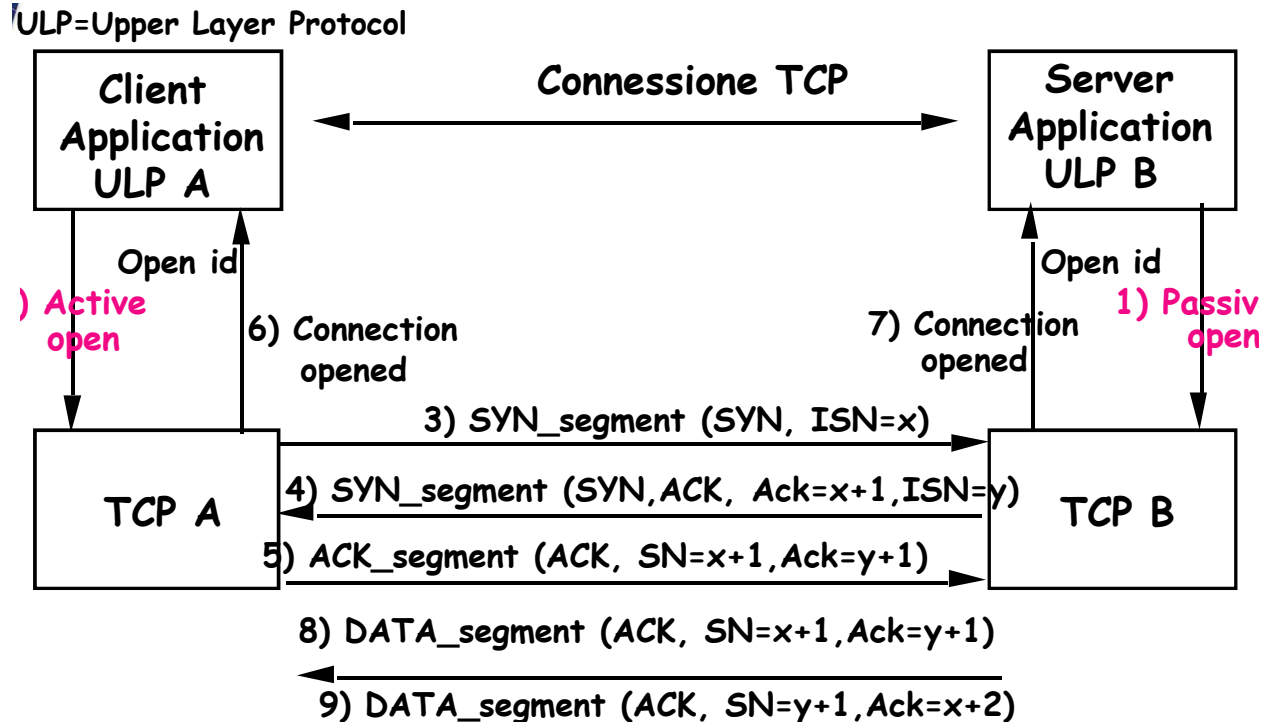 ULP=Upper Layer Protocol
Client
Application
ULP A
Connessione TCP
Server
Application
ULP B
Open id
) Active
open
6) Connection
opened
Open id
1) Passiv
open
7) Connection
opened
3) SYN_segment (SYN, ISN=x)
4) SYN_segment (SYN,ACK, Ack=x+1,ISN=y)
5) ACK_segment (ACK, SN=x+1,Ack=y+1)
TCP A
TCP B
8) DATA_segment (ACK, SN=x+1,Ack=y+1)
9) DATA_segment (ACK, SN=y+1,Ack=x+2)